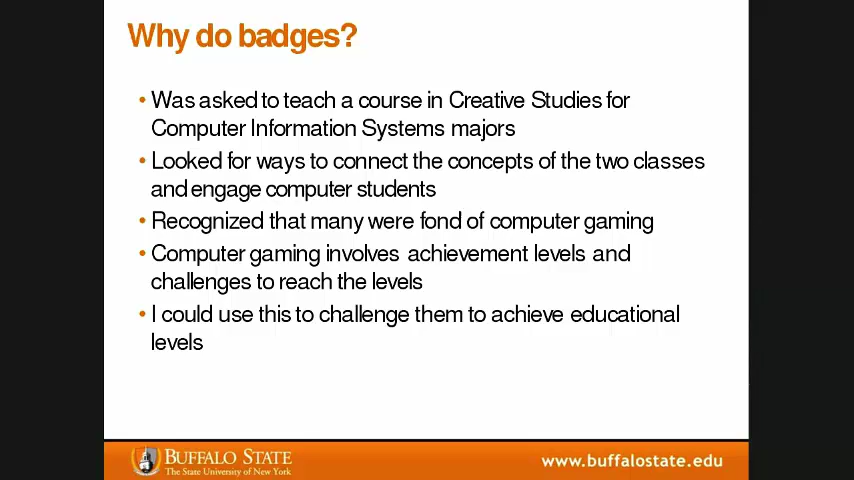 Why do badges?
• Was asked to teach a course in Creative Studies for
Computer Information Systems majors
• Looked for ways to connect the concepts of the two classes
and engage computer students
• Recognized that many were fond of computer gaming
• Computer gaming involves achievement levels and
challenges to reach the levels
• I could use this to challenge them to achieve educational
levels
BUFFALO STATE
The State University of New York
www.buffalostate.edu